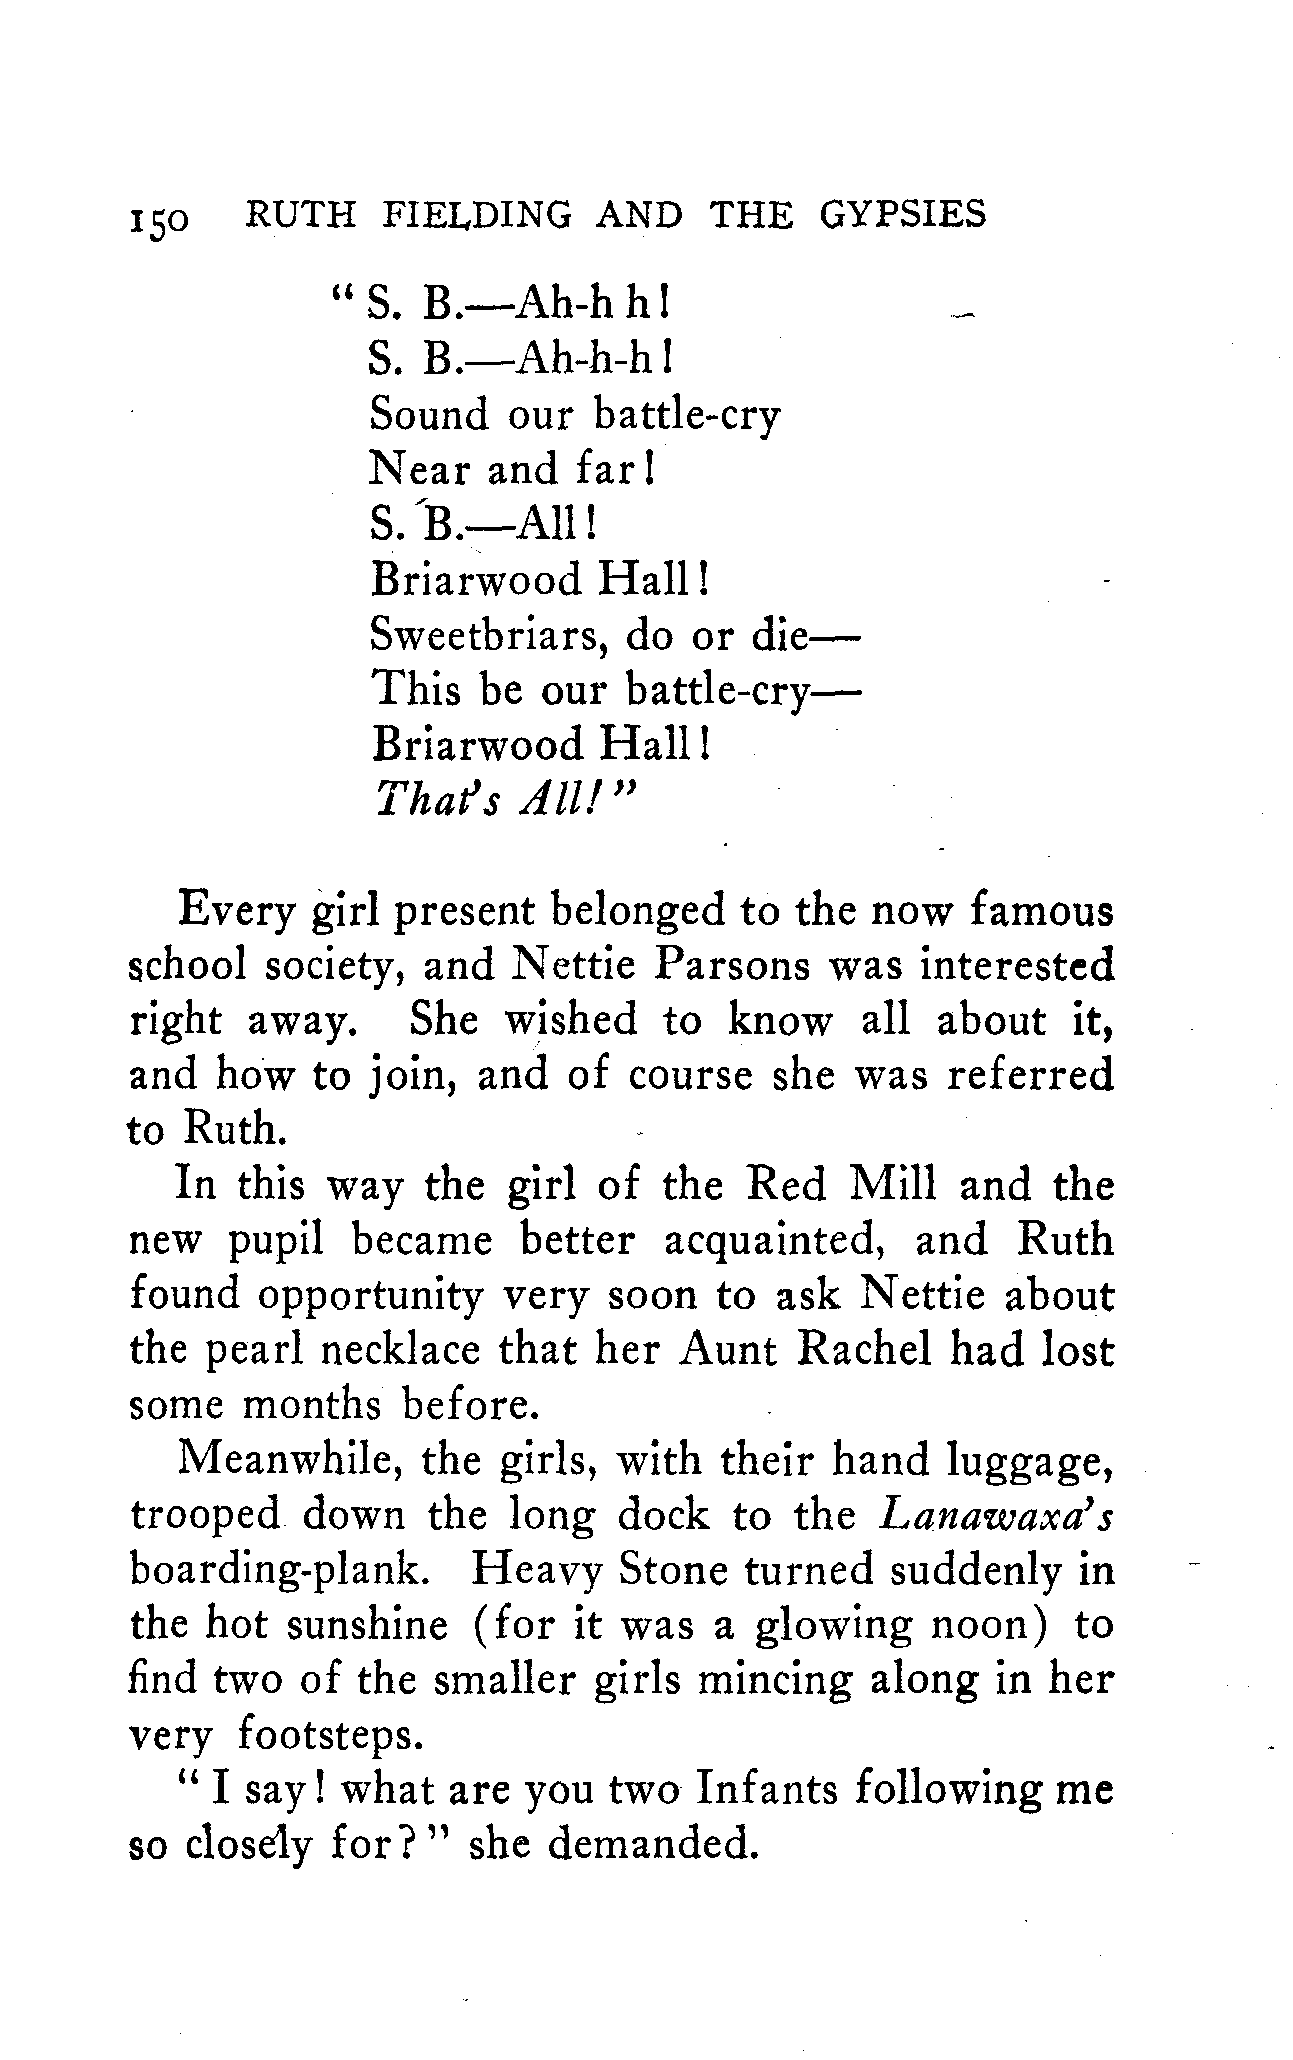 150 RUTH FIELDING AND THE GYPSIES
“ S. B.—Ah-h h!
S. B.—Ah-h-h!
Sound our battle-cry
Near and far!
S. B.—All!
Briarwood Hall!
Sweetbriars, do or die—
This be our battle-cry—
Briarwood Hall!
That’s All! ”
Every girl present belonged to the now famous
school society, and Nettie Parsons was interested
right away. She wished to know all about it,
and how to join, and of course she was referred
to Ruth.
In this way the girl of the Red Mill and the
new pupil became better acquainted, and Ruth
found opportunity very soon to ask Nettie about
the pearl necklace that her Aunt Rachel had lost
some months before.
Meanwhile, the girls, with their hand luggage,
trooped down the long dock to the Lanawaxa’s
boarding-plank. Heavy Stone turned suddenly in
the hot sunshine (for it was a glowing noon) to
find two of the smaller girls mincing along in her
very footsteps.
“ I say! what are you two Infants following me
so closely for? ” she demanded.